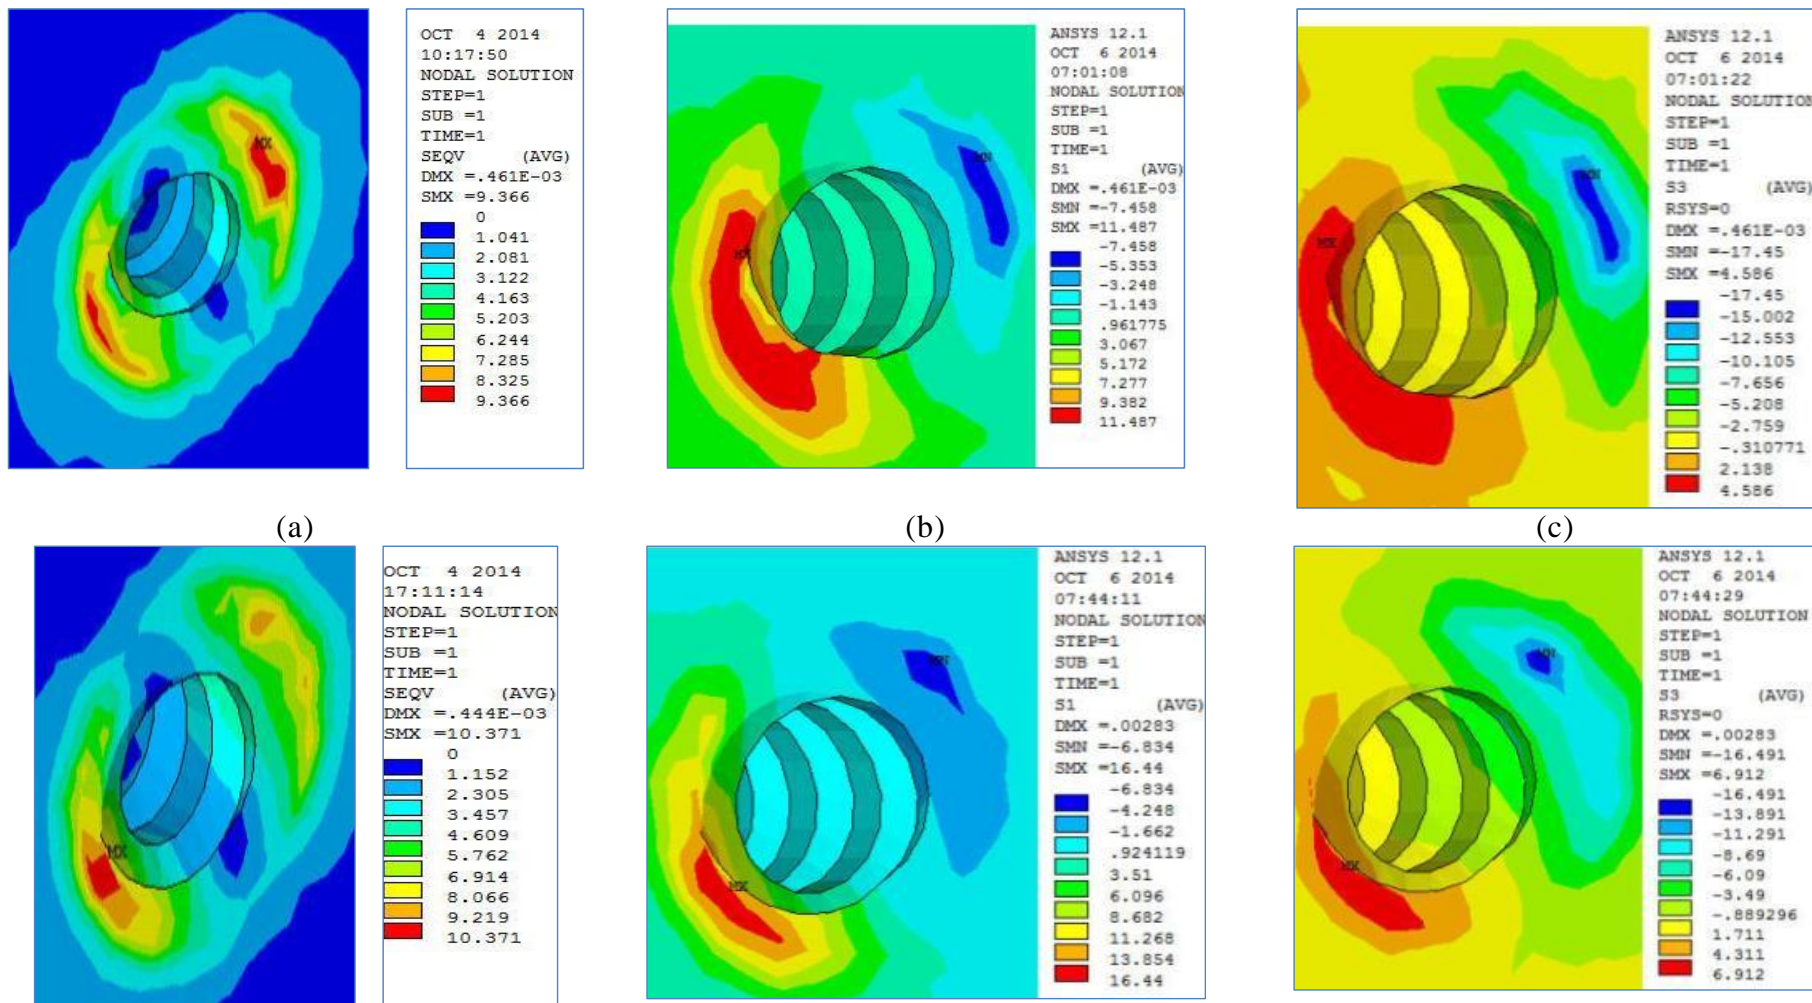 OCT 4 2014
10:17:50
NODAL SOLUTION
STEP=1
SUB =1
TIME=1
SEQV (AVG)
DMX =.461E-03
SMX =9.366
0
1.041
2.081
3.122
4.163
5.203
6.244
7.285
8.325
9.366
MX
ANSYS 12.1
OCT 6 2014
07:01:08
NODAL SOLUTION
STEP=1
SUB =1
TIME=1
S1 (AVG)
DMX =.461E-03
SMN =-7.458
SMX =11.487
-7.458
-5.353
-3.248
-1.143
.961775
3.067
5.172
7.277
9.382
11.487
MN
MX
ANSYS 12.1
OCT 6 2014
07:01:22
NODAL SOLUTION
STEP=1
SUB =1
TIME=1
S3 (AVG)
RSYS=0
DMX =.461E-03
SMN =-17.45
SMX =4.586
-17.45
-15.002
-12.553
-10.105
-7.656
-5.208
-2.759
-.310771
2.138
4.586
MN
MX
(a)
(b)
(c)
OCT 4 2014
17:11:14
NODAL SOLUTION
STEP=1
SUB =1
TIME=1
SEQV (AVG)
DMX =.444E-03
SMX =10.371
0
1.152
2.305
3.457
4.609
5.762
6.914
8.066
9.219
10.371
MX
ANSYS 12.1
OCT 6 2014
07:44:11
NODAL SOLUTION
STEP=1
SUB =1
TIME=1
S1 (AVG)
DMX =.00283
SMN =-6.834
SMX =16.44
-6.834
-4.248
-1.662
.924119
3.51
6.096
8.682
11.268
13.854
16.44
MN
MX
ANSYS 12.1
OCT 6 2014
07:44:29
NODAL SOLUTION
STEP=1
SUB =1
TIME=1
S3 (AVG)
RSYS=0
DMX =.00283
SMN =-16.491
SMX =6.912
-16.491
-13.891
-11.291
-8.69
-6.09
-3.49
-.889296
1.711
4.311
6.912
MN
MX